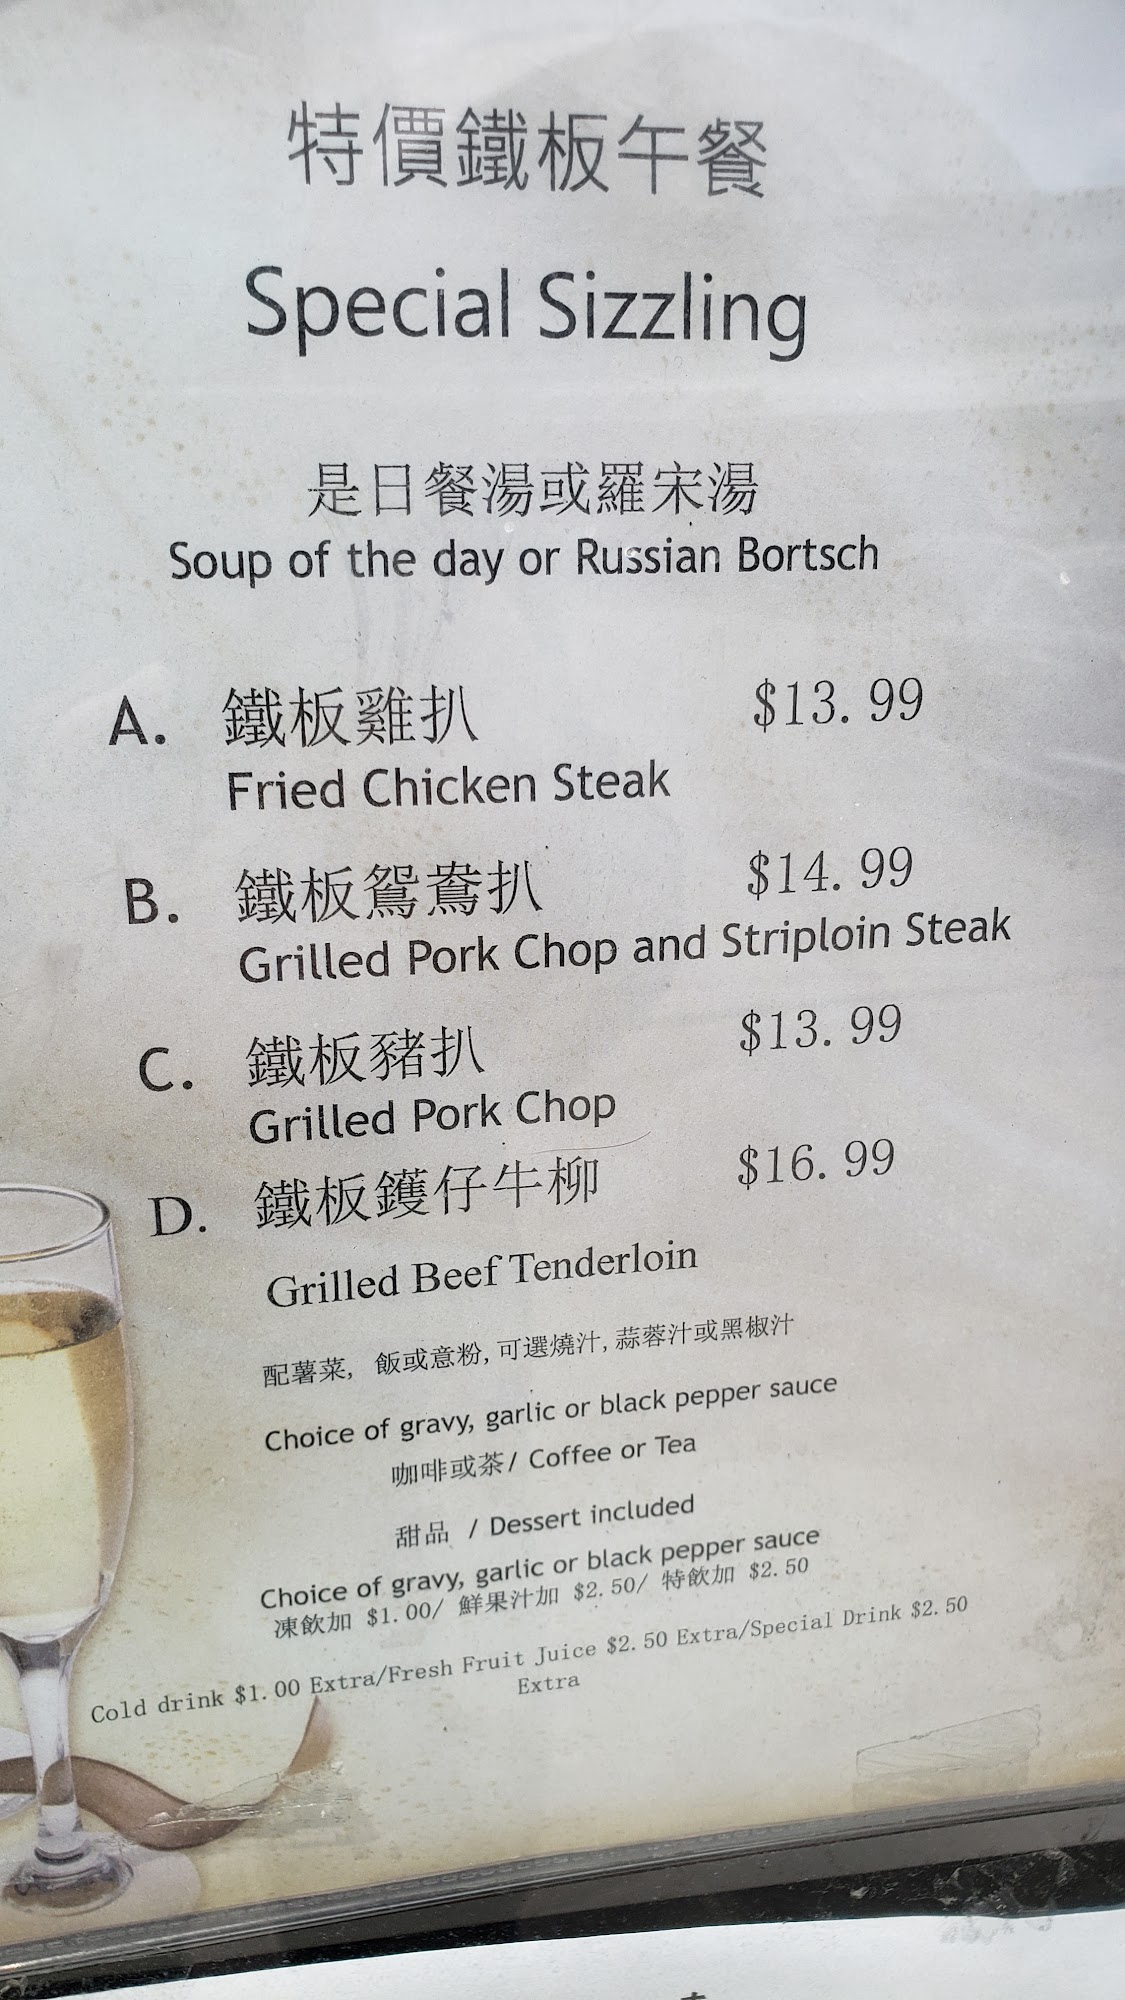 特價鐵板午餐
Special Sizzling
是日餐湯或羅宋湯
Soup of the day or Russian Bortsch
A. 鐵板雞扒 $13.99
Fried Chicken Steak
B. 鐵板鴛鴦扒 $14.99
Grilled Pork Chop and Striploin Steak
C. 鐵板豬扒 $13.99
Grilled Pork Chop
D. 鐵板鑊仔牛柳 $16.99
Grilled Beef Tenderloin
配薯菜, 飯或意粉, 可選燒汁, 蒜蓉汁或黑椒汁
Choice of gravy, garlic or black pepper sauce
咖啡或茶/ Coffee or Tea
甜品 / Dessert included
Choice of gravy, garlic or black pepper sauce
凍飲加 $1.00/ 鮮果汁加 $2.50/ 特飲加 $2.50
Cold drink $1.00 Extra/Fresh Fruit Juice $2.50 Extra/Special Drink $2.50
Extra